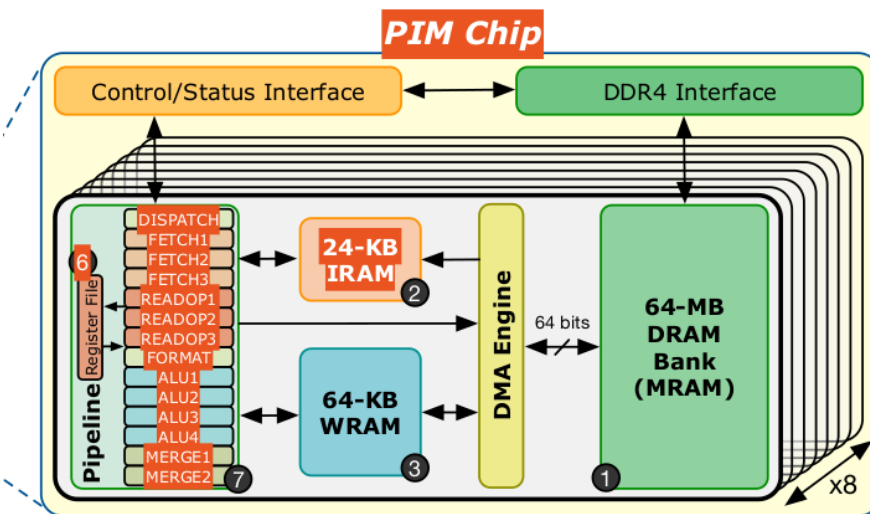 PIM Chip
Control/Status Interface
DDR4 Interface
DISPATCH
FETCH1
FETCH2
FETCH3
READOP1
READOP2
READOP3
FORMAT
ALU1
ALU2
ALU3
ALU4
MERGE1
MERGE2
6
Register File
Pipeline
7
24-KB
IRAM
2
64-KB
WRAM
3
DMA Engine
64 bits
64-MB
DRAM
Bank
(MRAM)
1
x8